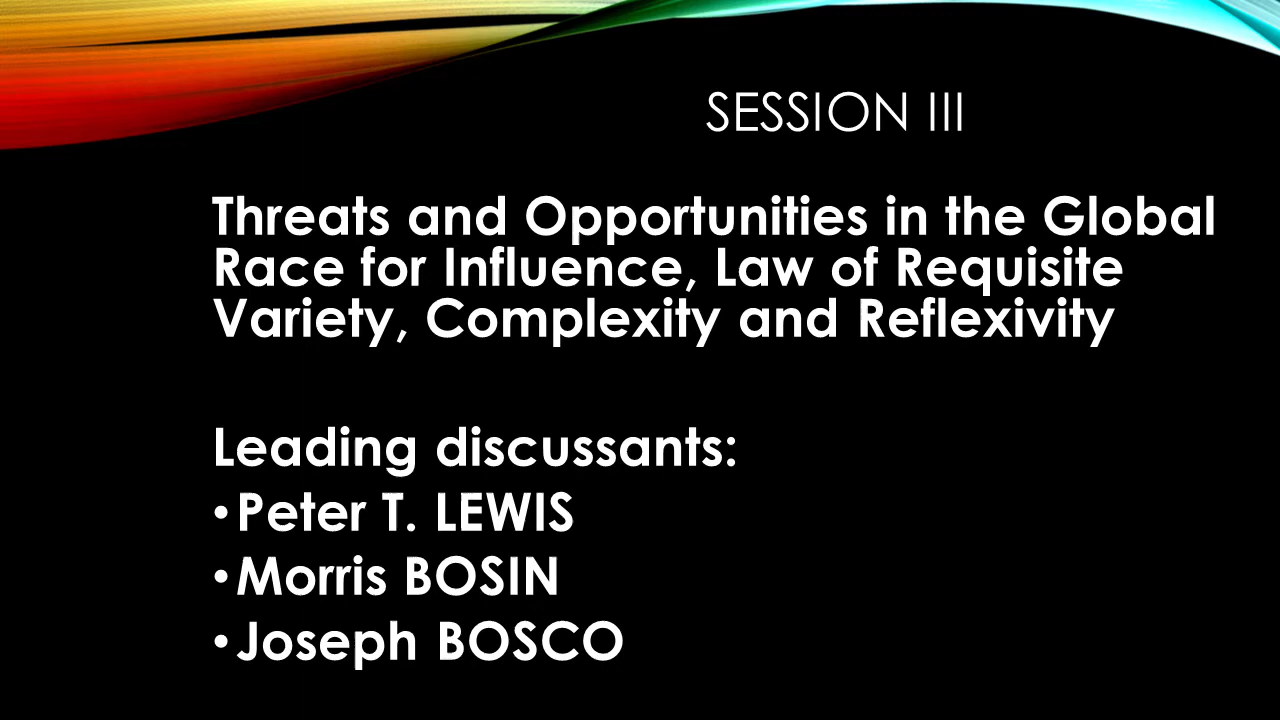 SESSION III
Threats and Opportunities in the Global
Race for Influence, Law of Requisite
Variety, Complexity and Reflexivity
Leading discussants:
•Peter T. LEWIS
•Morris BOSIN
•Joseph BOSCO